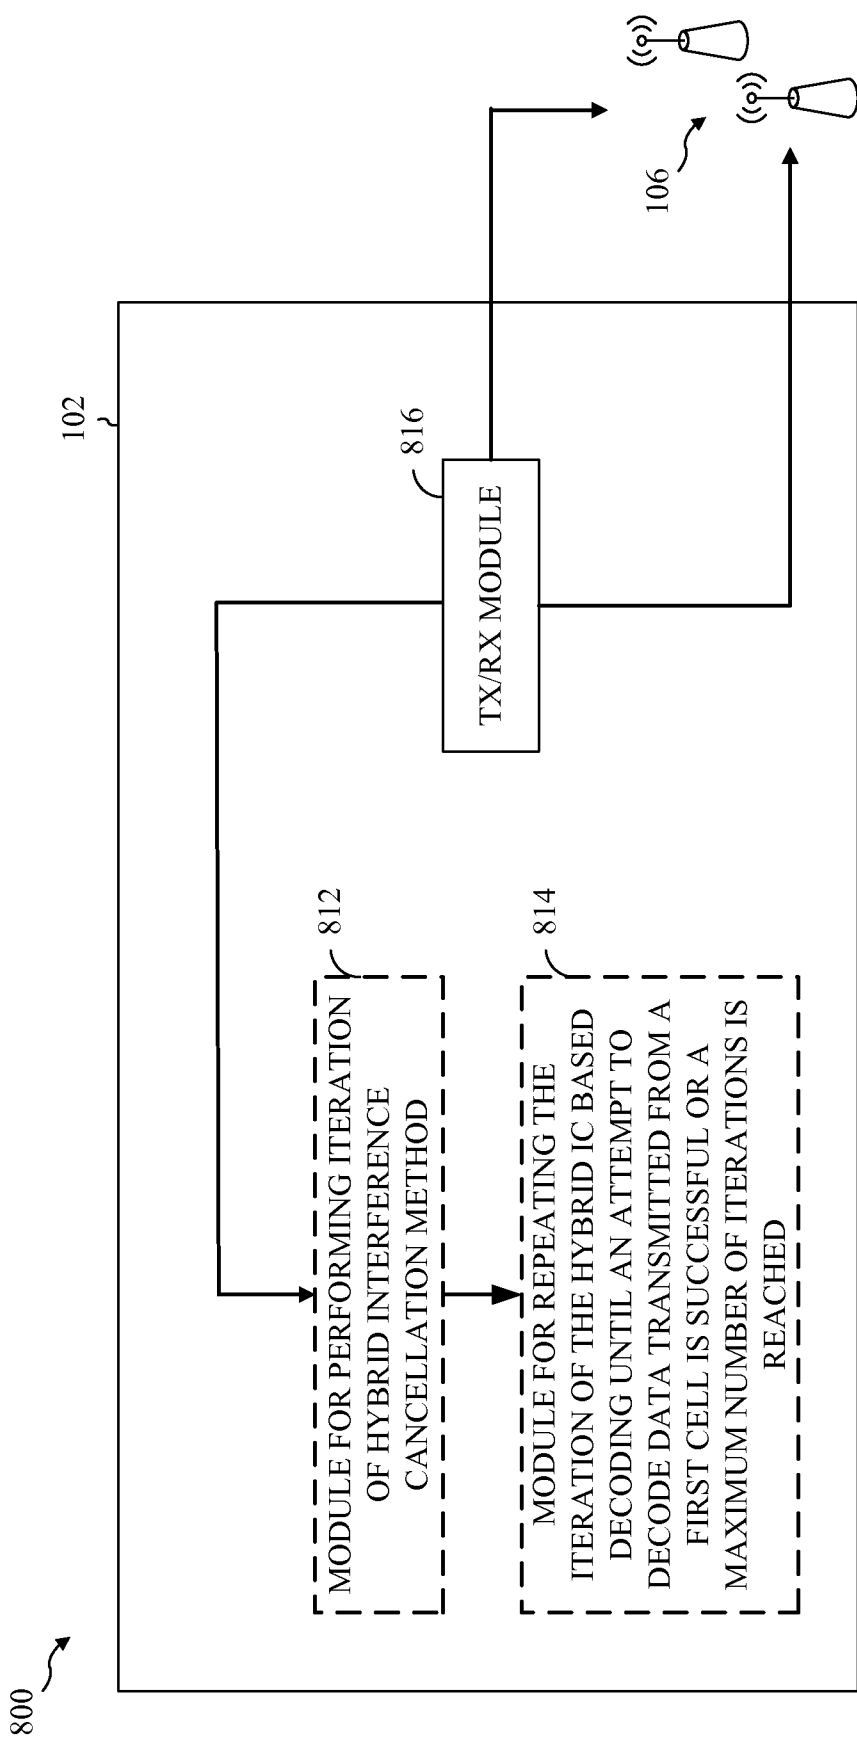 800
102
MODULE FOR PERFORMING ITERATION
OF HYBRID INTERFERENCE
CANCELLATION METHOD
812
MODULE FOR REPEATING THE
ITERATION OF THE HYBRID IC BASED
DECODING UNTIL AN ATTEMPT TO
DECODE DATA TRANSMITTED FROM A
FIRST CELL IS SUCCESSFUL OR A
MAXIMUM NUMBER OF ITERATIONS IS
REACHED
814
TX/RX MODULE
816
106